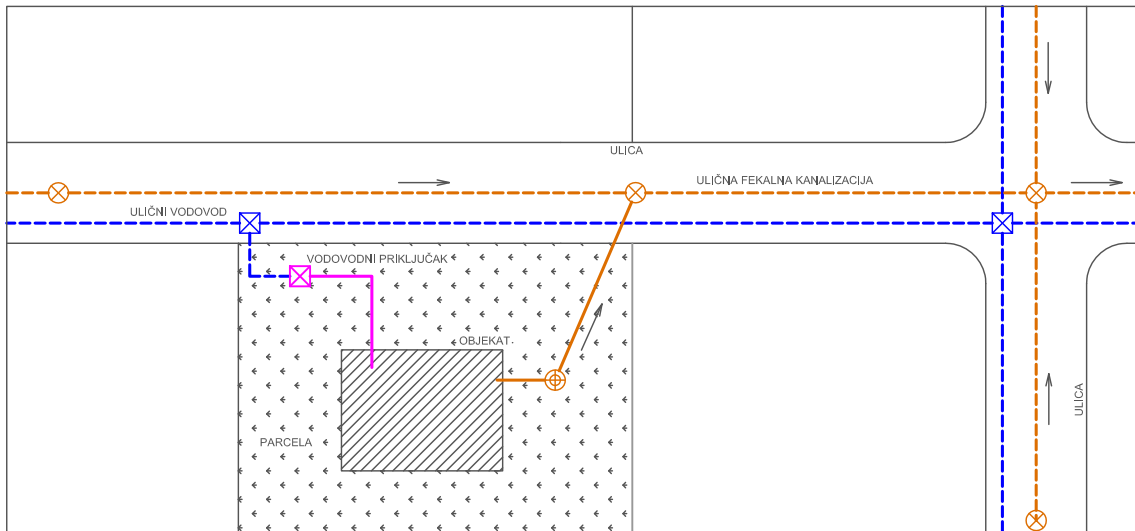 ULICA
ULIČNA FEKALNA KANALIZACIJA
ULIČNI VODOVOD
VODOVODNI PRIKLJUČAK
OBJEKAT
ULICA
PARCELA